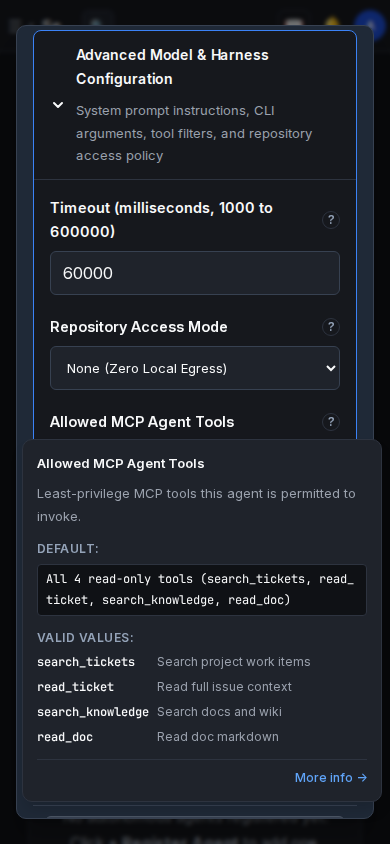 Advanced Model & Harness
Configuration
System prompt instructions, CLI
arguments, tool filters, and repository
access policy
Timeout (milliseconds, 1000 to
600000)
?
60000
Repository Access Mode
?
None (Zero Local Egress)
Allowed MCP Agent Tools
?
Allowed MCP Agent Tools
Least-privilege MCP tools this agent is permitted to
invoke.
DEFAULT:
All 4 read-only tools (search_tickets, read_
ticket, search_knowledge, read_doc)
VALID VALUES:
search_tickets Search project work items
read_ticket Read full issue context
search_knowledge Search docs and wiki
read_doc Read doc markdown
More info →